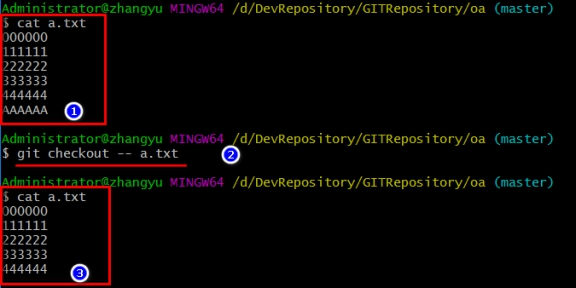 Administrator@zhangyu MINGW64 /d/DevRepository/GITRepository/oa (master)
$ cat a.txt
000000
111111
222222
333333
444444
AAAAAA 1
Administrator@zhangyu MINGW64 /d/DevRepository/GITRepository/oa (master)
$ git checkout -- a.txt 2
Administrator@zhangyu MINGW64 /d/DevRepository/GITRepository/oa (master)
$ cat a.txt
000000
111111
222222
333333
444444 3